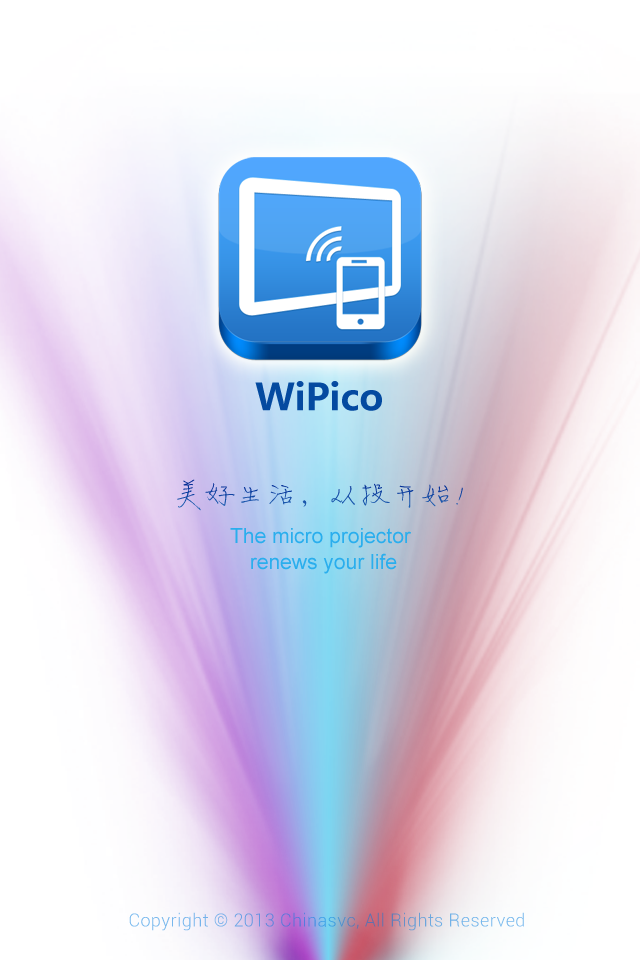 WiPico
美好生活，从投开始!
The micro projector
renews your life
Copyright © 2013 Chinasvc, All Rights Reserved